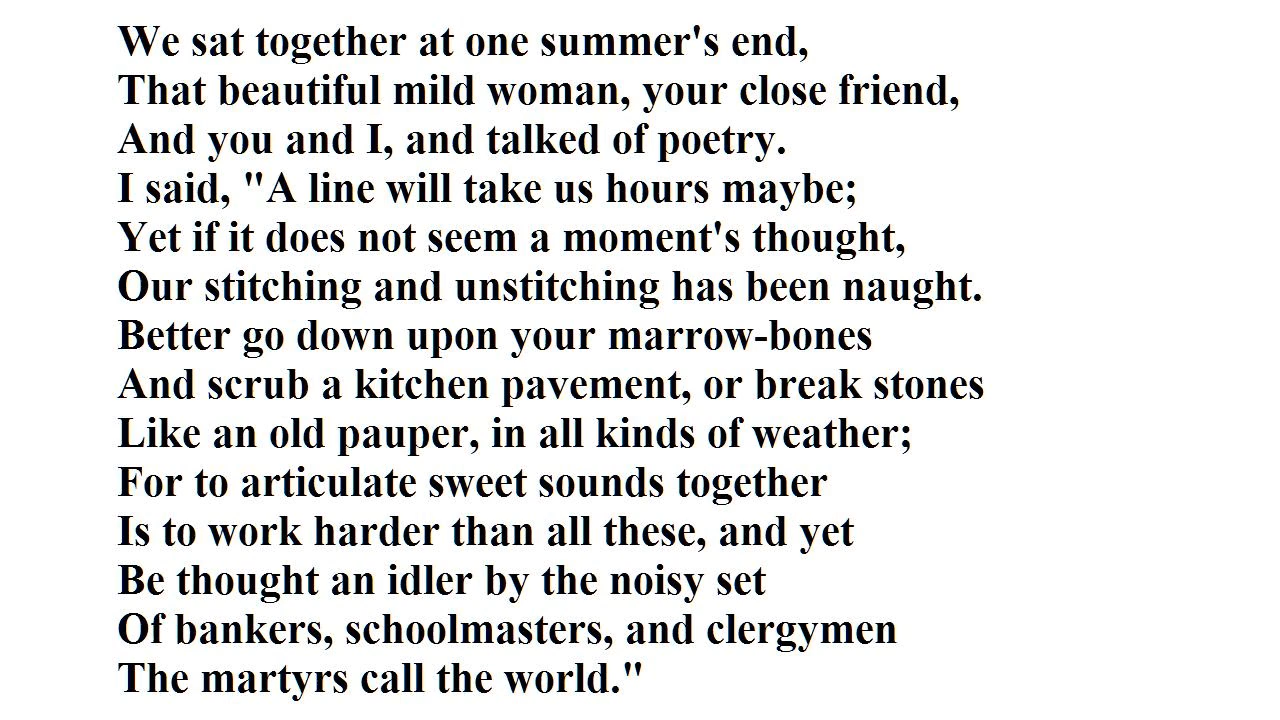 We sat together at one summer's end,
That beautiful mild woman, your close friend,
And you and I, and talked of poetry.
I said, "A line will take us hours maybe;
Yet if it does not seem a moment's thought,
Our stitching and unstitching has been naught.
Better go down upon your marrow-bones
And scrub a kitchen pavement, or break stones
Like an old pauper, in all kinds of weather;
For to articulate sweet sounds together
Is to work harder than all these, and yet
Be thought an idler by the noisy set
Of bankers, schoolmasters, and clergymen
The martyrs call the world."